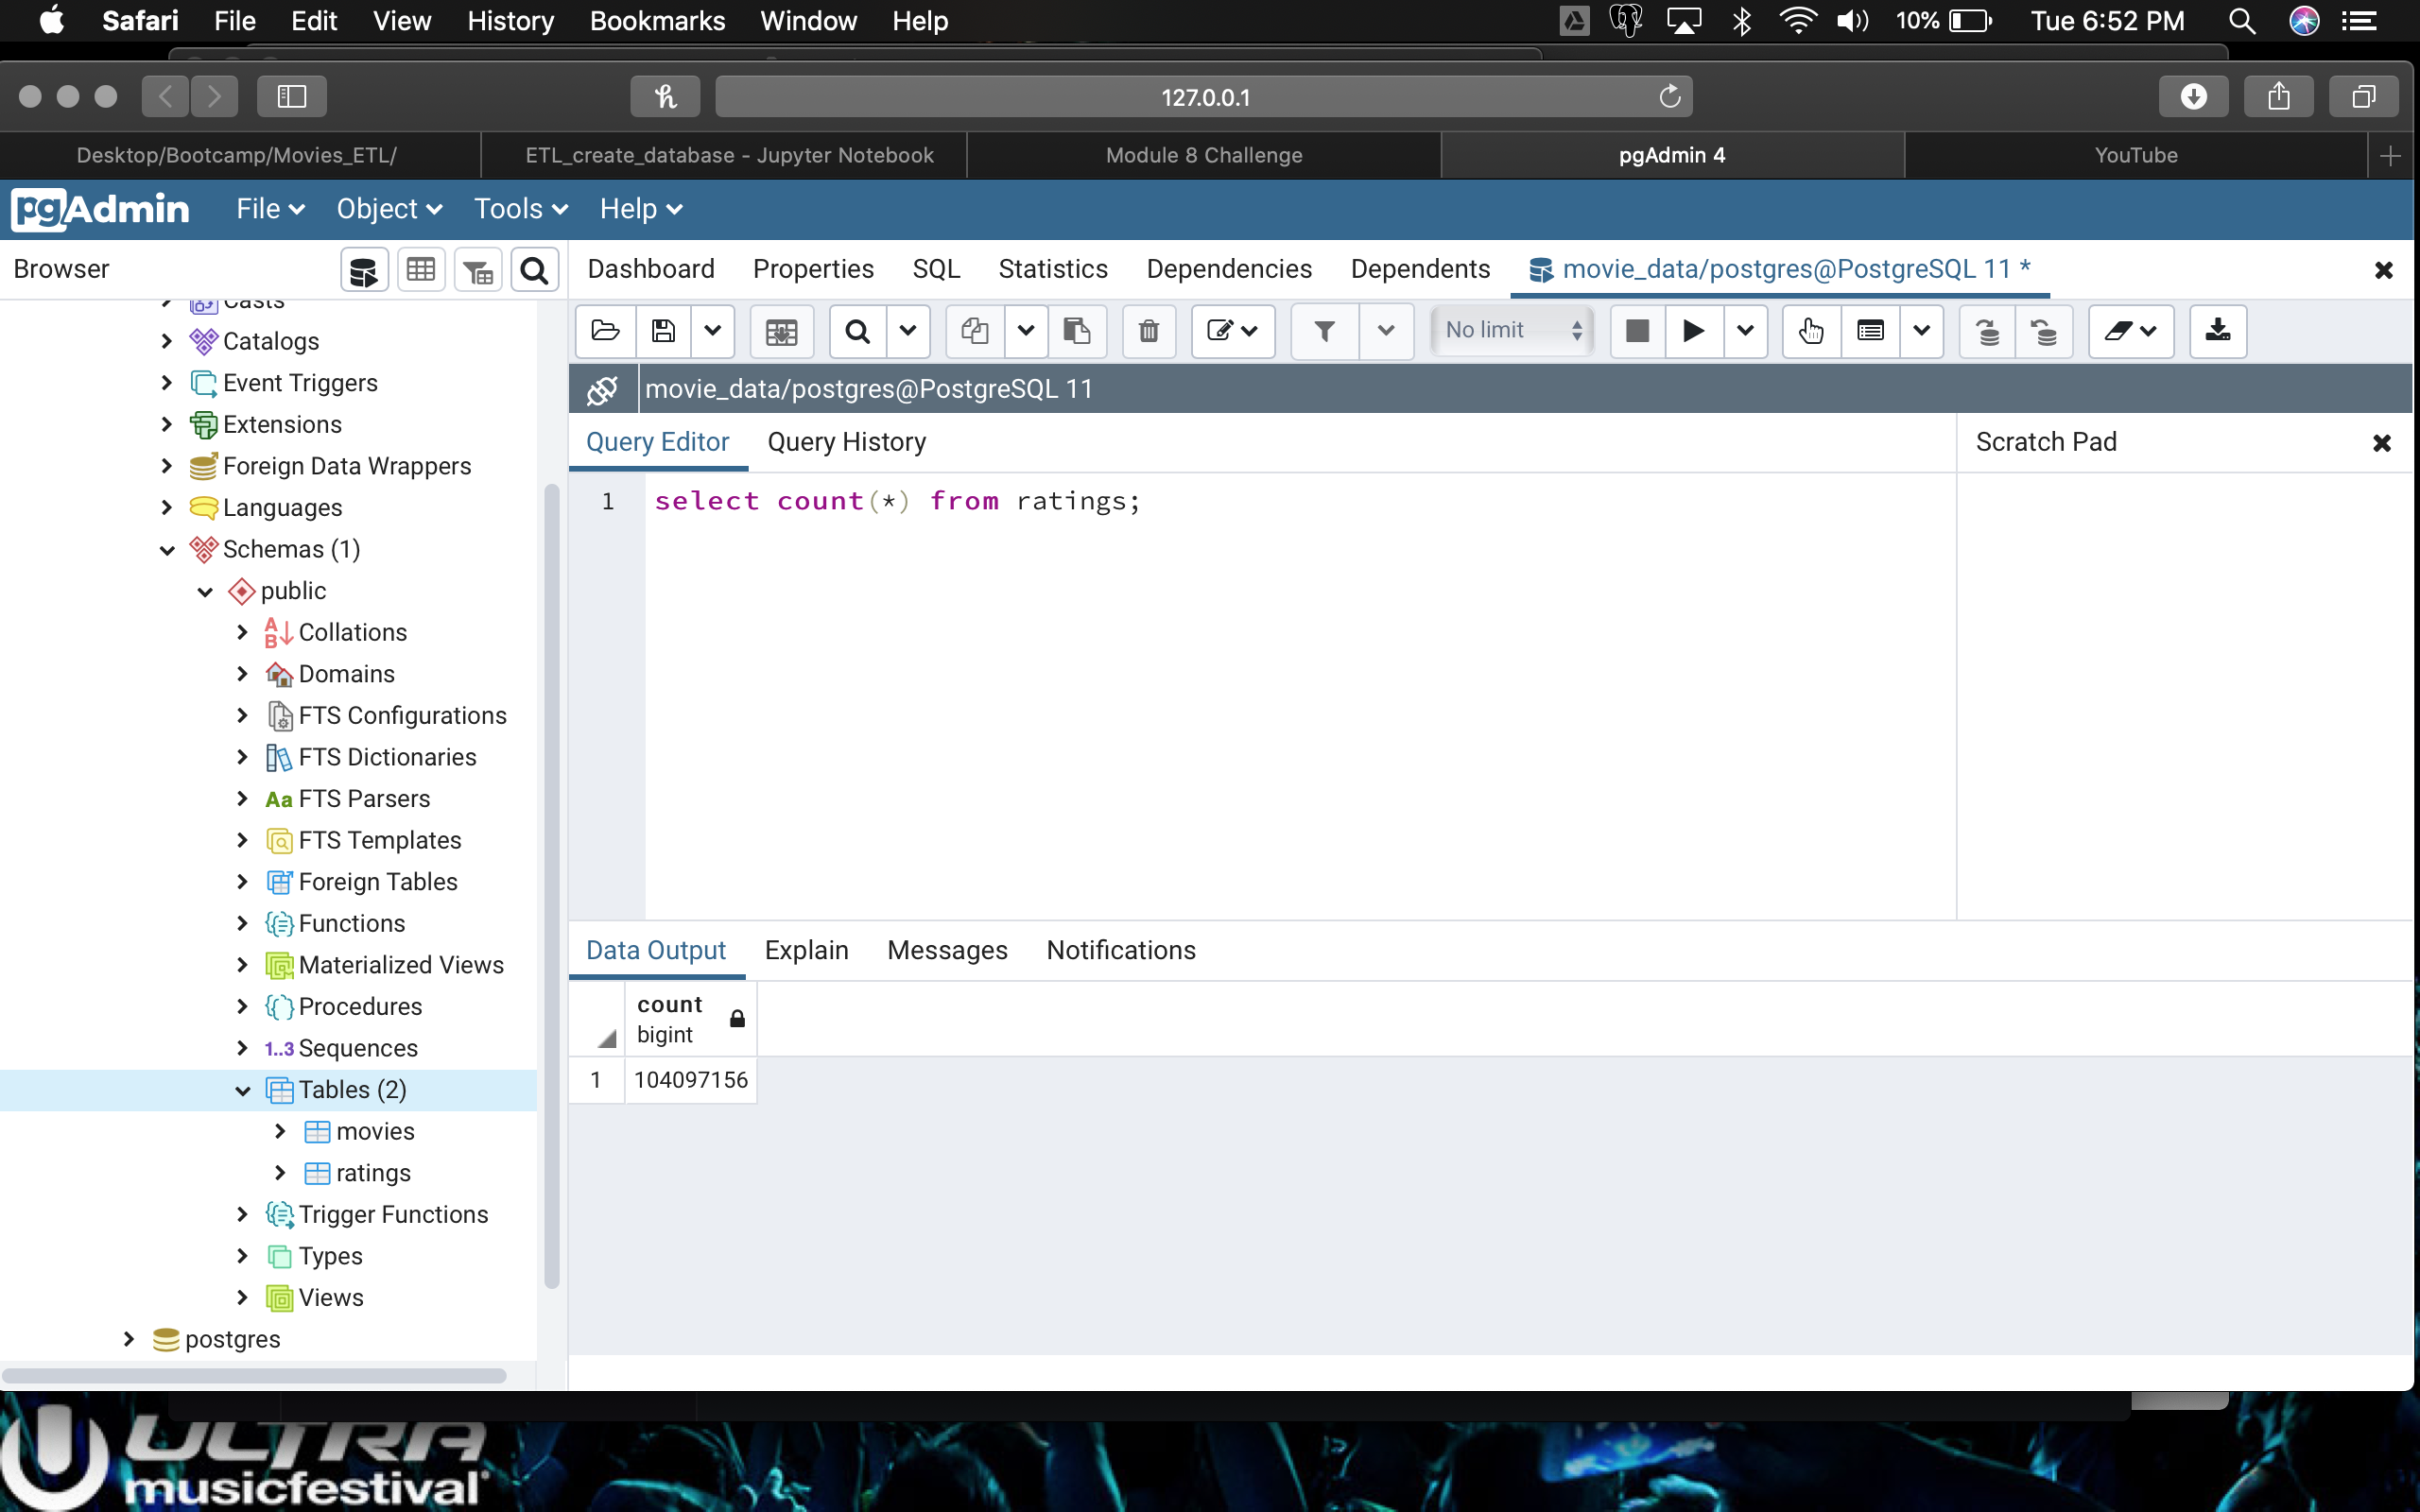 Safari File Edit View History Bookmarks Window Help 10% Tue 6:52 PM
127.0.0.1
Desktop/Bootcamp/Movies_ETL/ ETL_create_database - Jupyter Notebook Module 8 Challenge pgAdmin 4 YouTube
pgAdmin File Object Tools Help
Browser
Dashboard Properties SQL Statistics Dependencies Dependents movie_data/postgres@PostgreSQL 11 *
No limit
movie_data/postgres@PostgreSQL 11
Query Editor Query History
Scratch Pad
1 select count(*) from ratings;
Casts
Catalogs
Event Triggers
Extensions
Foreign Data Wrappers
Languages
Schemas (1)
public
Collations
Domains
FTS Configurations
FTS Dictionaries
Aa FTS Parsers
FTS Templates
Foreign Tables
Functions
Materialized Views
Procedures
1..3 Sequences
Tables (2)
movies
ratings
Trigger Functions
Types
Views
postgres
Data Output Explain Messages Notifications
count
bigint
1 104097156
ULTRA
musicfestival